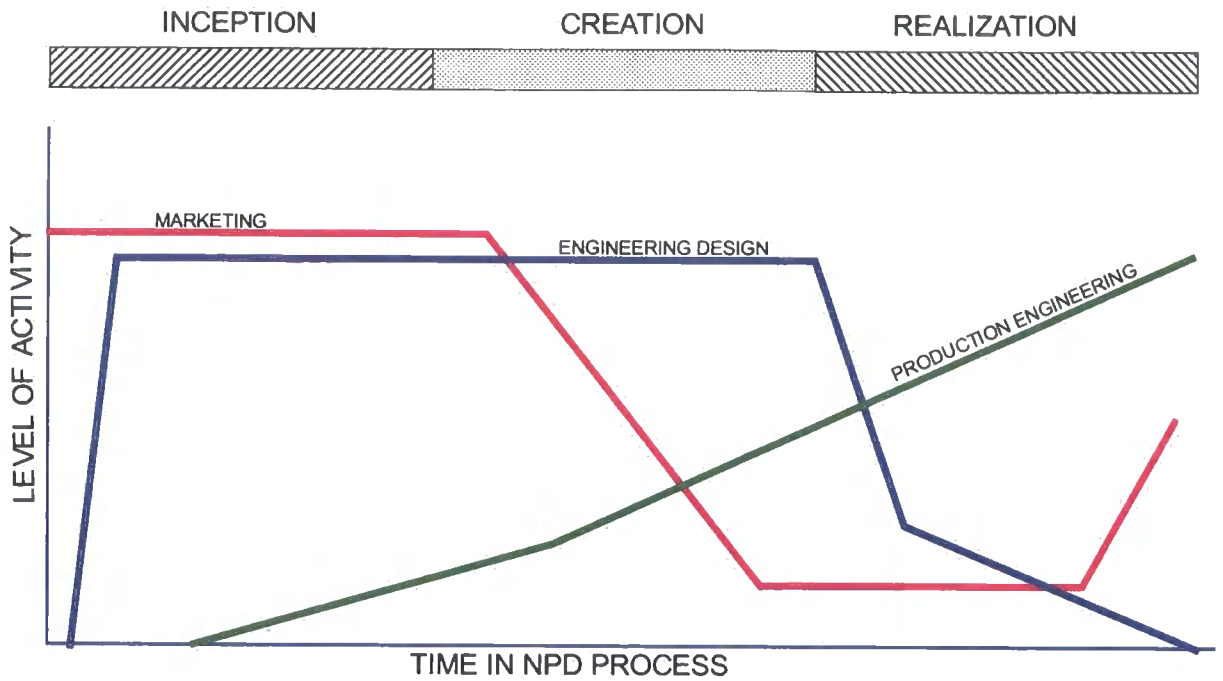 INCEPTION CREATION REALIZATION
MARKETING
ENGINEERING DESIGN
PRODUCTION ENGINEERING
LEVEL OF ACTIVITY
TIME IN NPD PROCESS